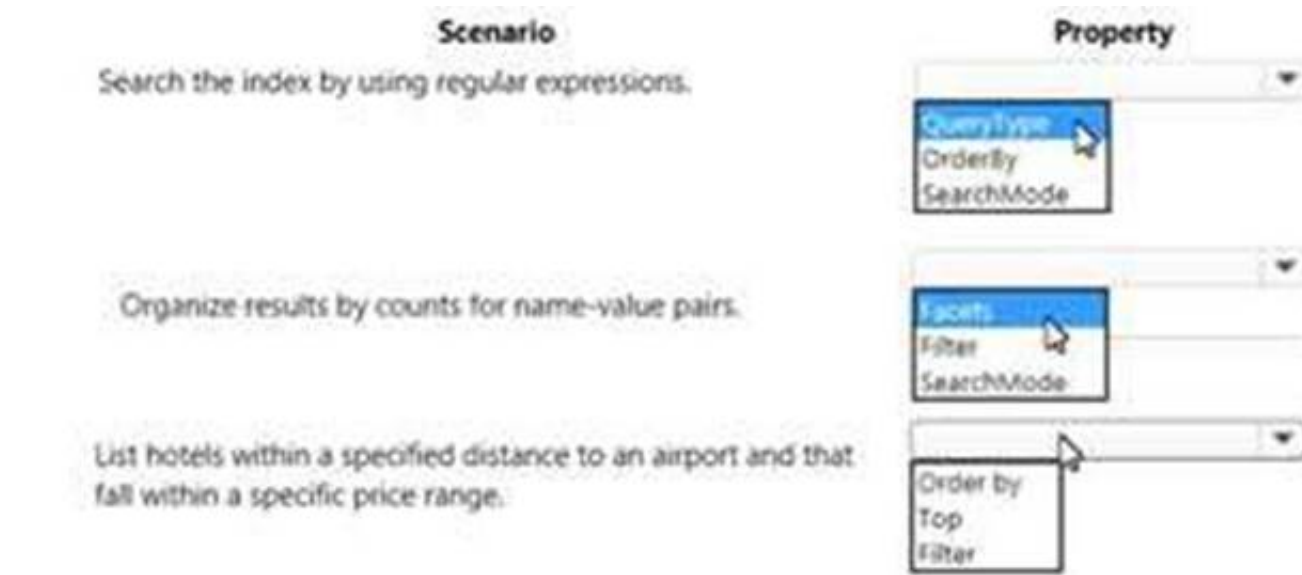 Scenario Property
Search the index by using regular expressions.
QueryType
OrderBy
SearchMode
Organize results by counts for name-value pairs.
Facets
Filter
SearchMode
List hotels within a specified distance to an airport and that
fall within a specific price range.
Order by
Top
Filter